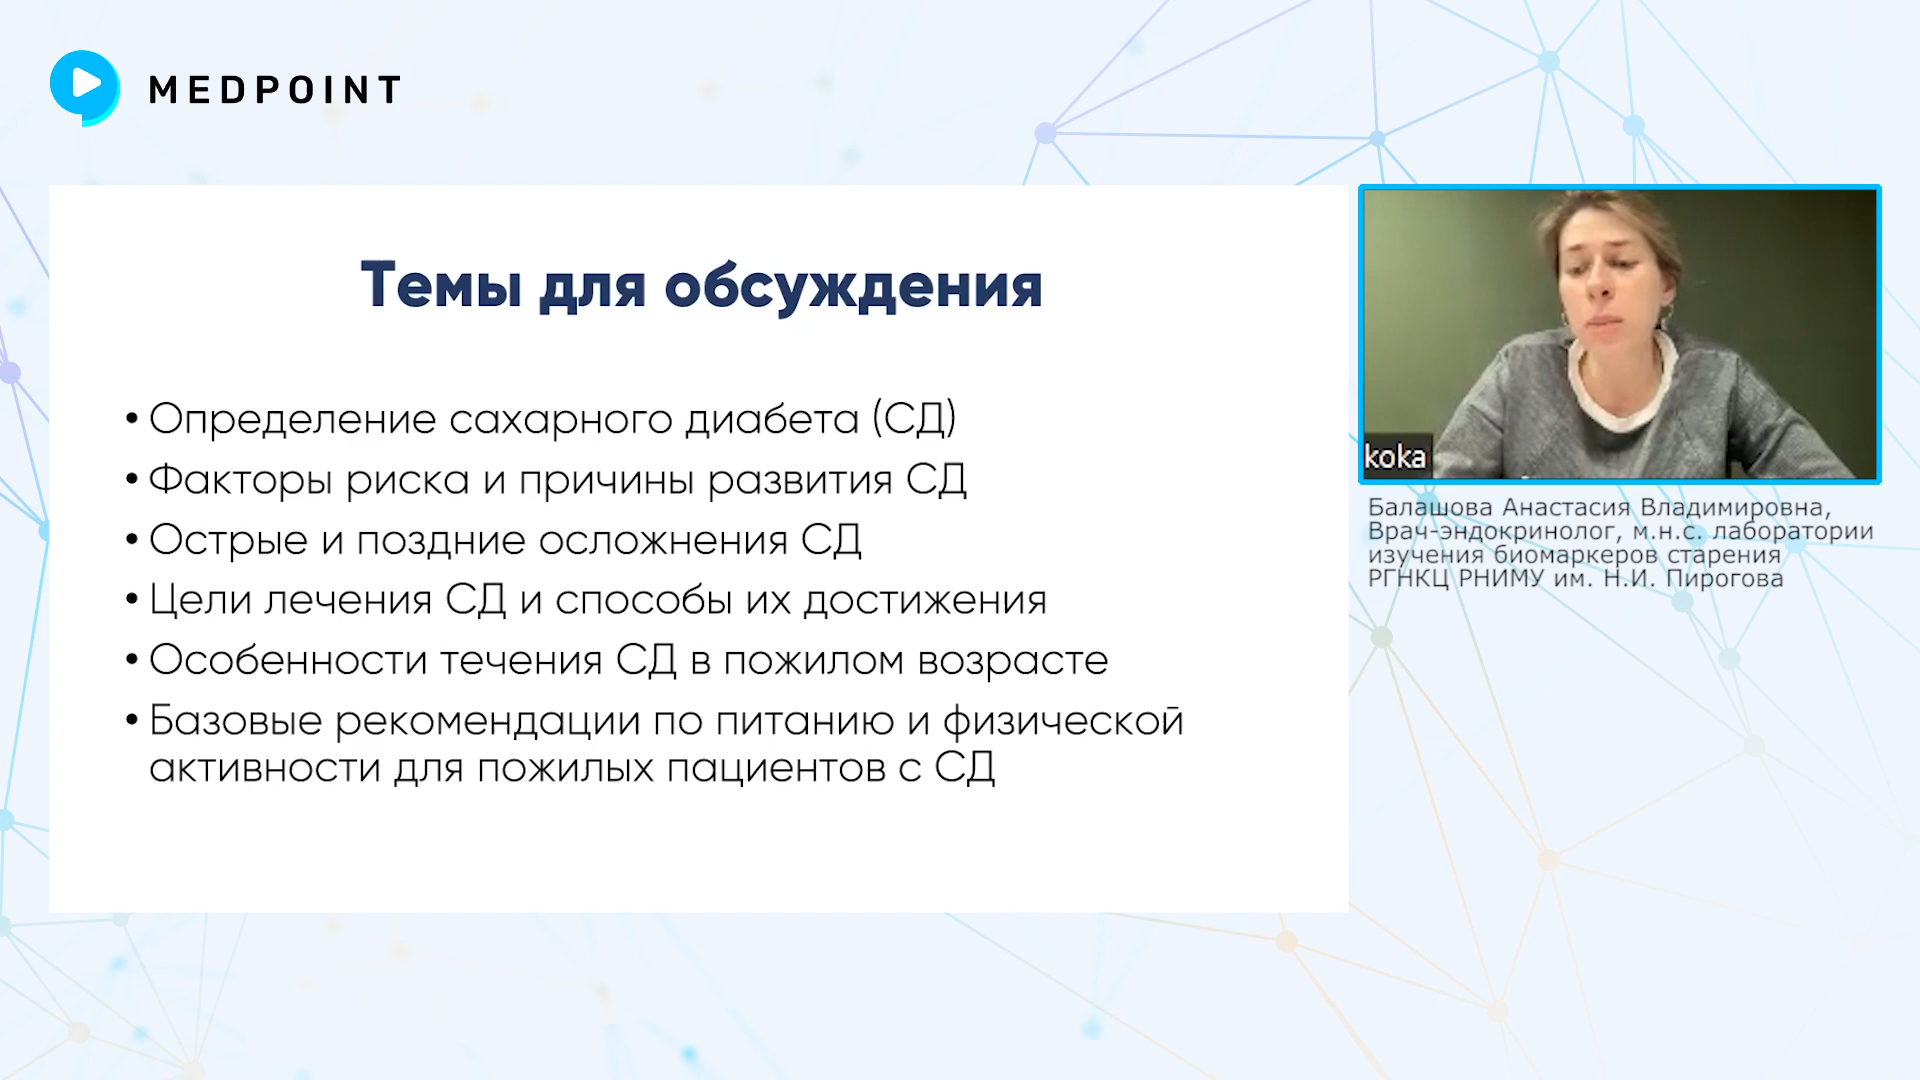 MEDPOINT
Темы для обсуждения
• Определение сахарного диабета (СД)
• Факторы риска и причины развития СД
• Острые и поздние осложнения СД
• Цели лечения СД и способы их достижения
• Особенности течения СД в пожилом возрасте
• Базовые рекомендации по питанию и физической
активности для пожилых пациентов с СД
koka
Балашова Анастасия Владимировна,
Врач-эндокринолог, м.н.с. лаборатории
изучения биомаркеров старения
РГНКЦ РНИМУ им. Н.И. Пирогова